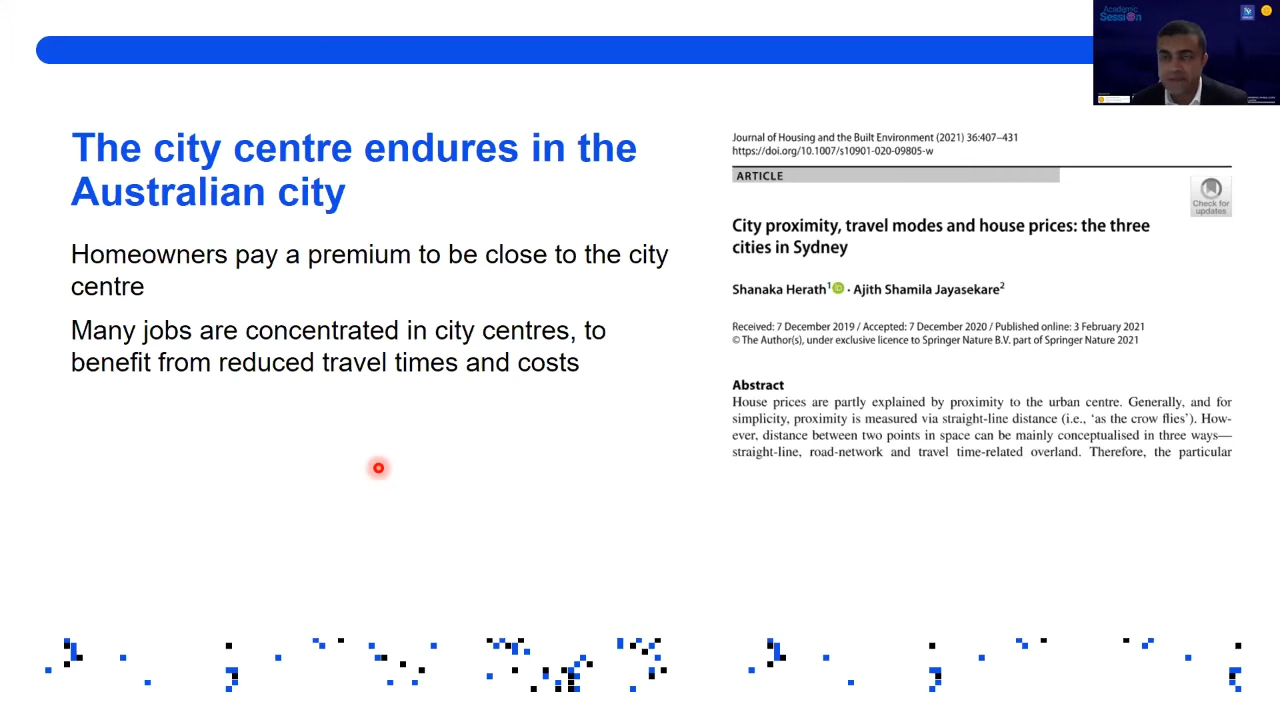 Academic
Session
The city centre endures in the
Australian city
Homeowners pay a premium to be close to the city
centre
Many jobs are concentrated in city centres, to
benefit from reduced travel times and costs
Journal of Housing and the Built Environment (2021) 36:407–431
https://doi.org/10.1007/s10901-020-09805-w
ARTICLE
Check for
updates
City proximity, travel modes and house prices: the three
cities in Sydney
Shanaka Herath1 · Ajith Shamila Jayasekare2
Received: 7 December 2019 / Accepted: 7 December 2020 / Published online: 3 February 2021
© The Author(s), under exclusive licence to Springer Nature B.V. part of Springer Nature 2021
Abstract
House prices are partly explained by proximity to the urban centre. Generally, and for
simplicity, proximity is measured via straight-line distance (i.e., ‘as the crow flies’). How-
ever, distance between two points in space can be mainly conceptualised in three ways—
straight-line, road-network and travel time-related overland. Therefore, the particular